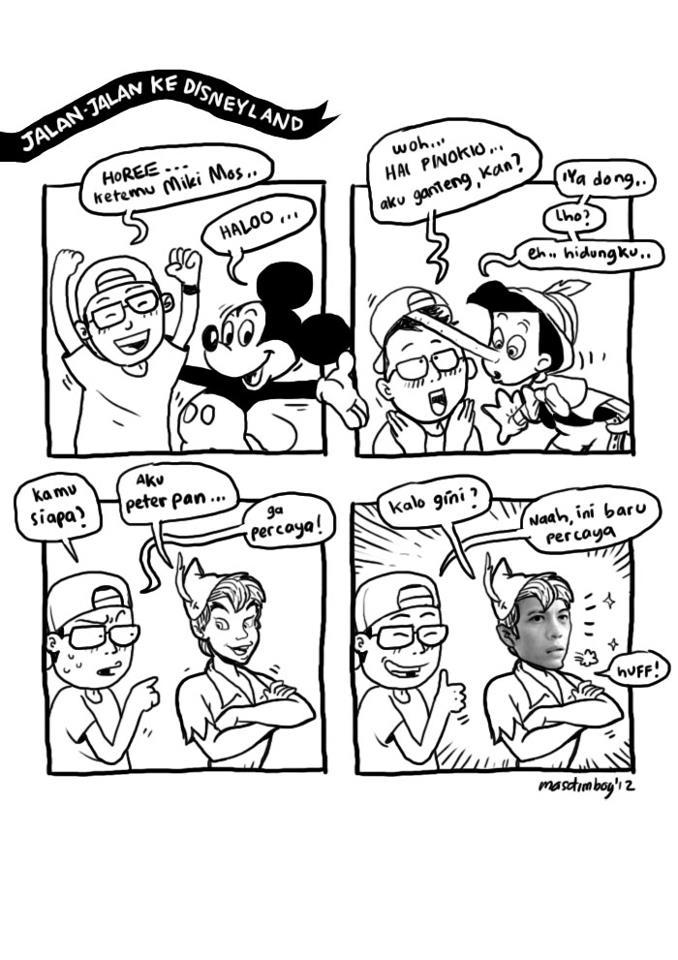 JALAN-JALAN KE DISNEYLAND
HOREE ...
ketemu Miki Mos..
HALOO ...
woh...
HAI PINOKIO...
aku ganteng, kan?
iYa dong..
Lho?
eh.. hidungku..
kamu
siapa?
Aku
peter pan ...
ga
percaya!
kalo gini?
Naah, ini baru
percaya
HUFF!
masdimboy'12